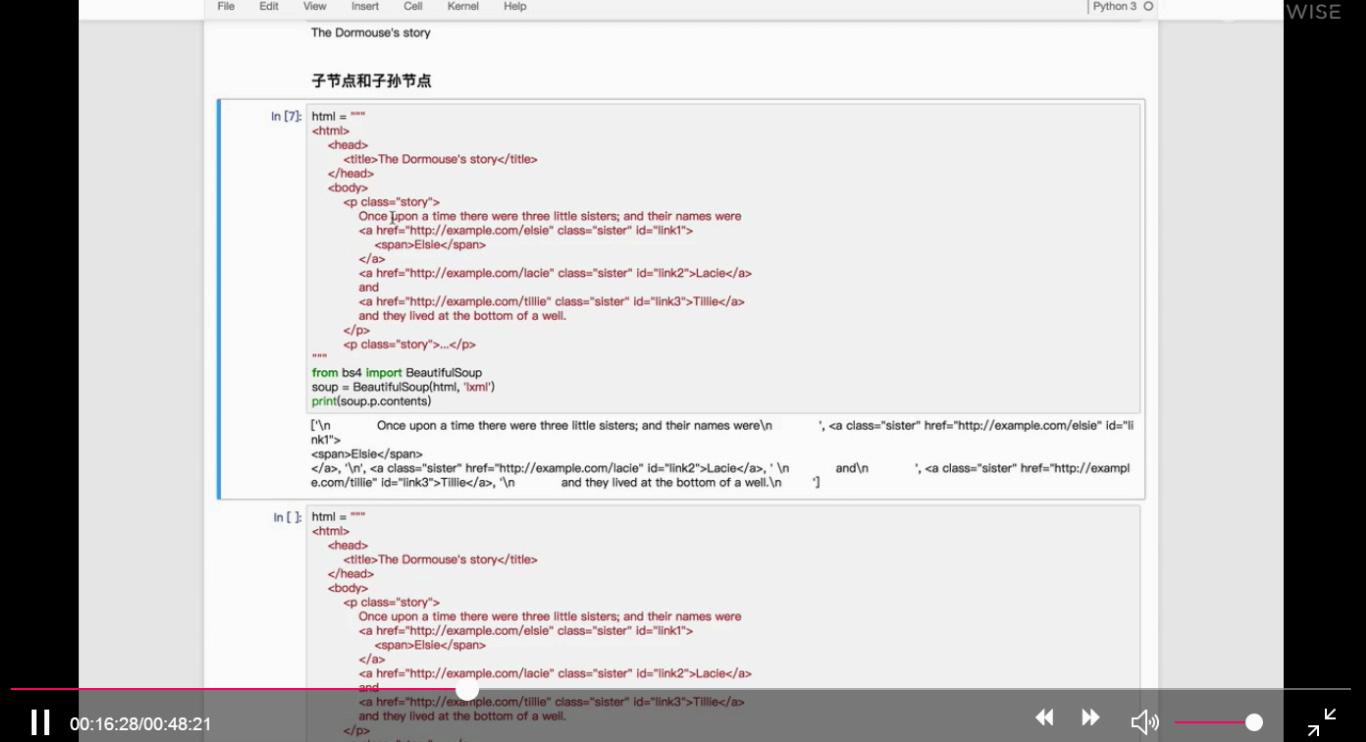 File Edit View Insert Cell Kernel Help Python 3
WISE
The Dormouse's story
子节点和子孙节点
In [7]: html = """
<html>
<head>
<title>The Dormouse's story</title>
</head>
<body>
<p class="story">
Once upon a time there were three little sisters; and their names were
<a href="http://example.com/elsie" class="sister" id="link1">
<span>Elsie</span>
</a>
<a href="http://example.com/lacie" class="sister" id="link2">Lacie</a>
and
<a href="http://example.com/tillie" class="sister" id="link3">Tillie</a>
and they lived at the bottom of a well.
</p>
<p class="story">...</p>
"""
from bs4 import BeautifulSoup
soup = BeautifulSoup(html, 'lxml')
print(soup.p.contents)
['\n Once upon a time there were three little sisters; and their names were\n ', <a class="sister" href="http://example.com/elsie" id="li
nk1">
<span>Elsie</span>
</a>, '\n', <a class="sister" href="http://example.com/lacie" id="link2">Lacie</a>, ' \n and\n ', <a class="sister" href="http://exampl
e.com/tillie" id="link3">Tillie</a>, '\n and they lived at the bottom of a well.\n ']
In [ ]: html = """
<html>
<head>
<title>The Dormouse's story</title>
</head>
<body>
<p class="story">
Once upon a time there were three little sisters; and their names were
<a href="http://example.com/elsie" class="sister" id="link1">
<span>Elsie</span>
</a>
<a href="http://example.com/lacie" class="sister" id="link2">Lacie</a>
and
<a href="http://example.com/tillie" class="sister" id="link3">Tillie</a>
and they lived at the bottom of a well.
</p>
00:16:28/00:48:21